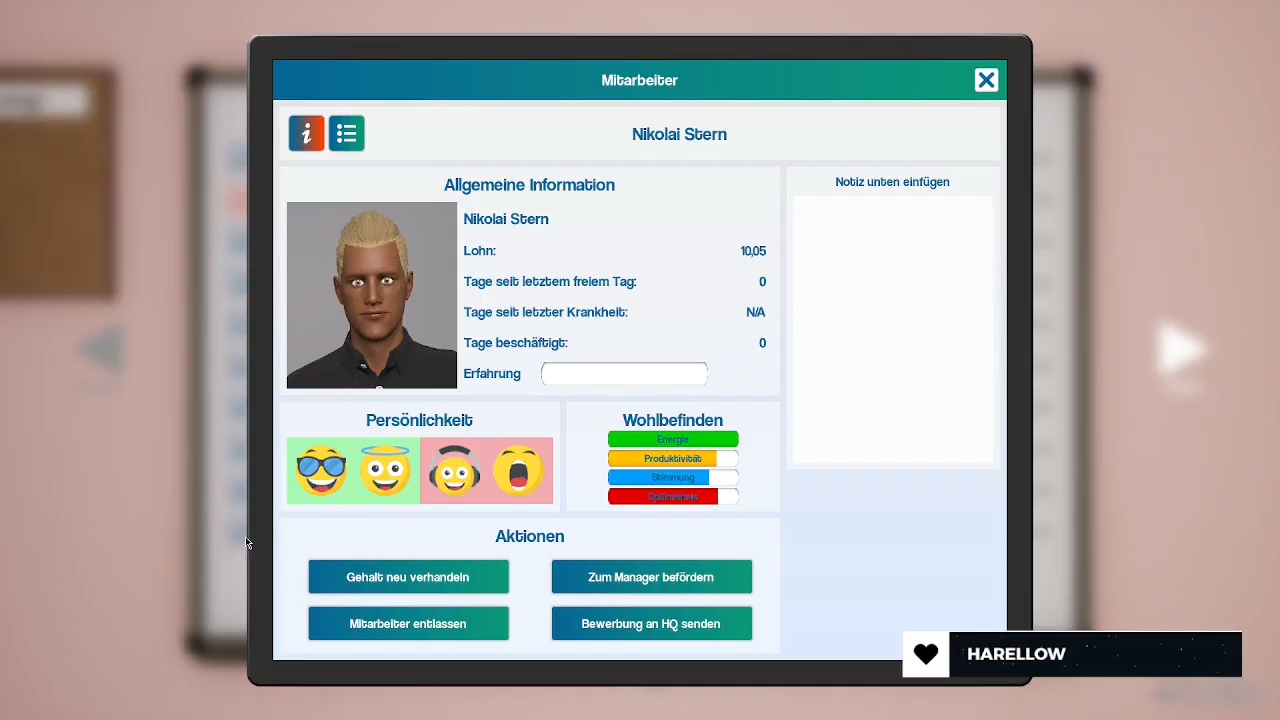 Mitarbeiter
Nikolai Stern
Allgemeine Information
Nikolai Stern
Lohn: 10,05
Tage seit letztem freiem Tag: 0
Tage seit letzter Krankheit: N/A
Tage beschäftigt: 0
Erfahrung
Notiz unten einfügen
Persönlichkeit
Wohlbefinden
Energie
Produktivität
Stimmung
Optimismus
Aktionen
Gehalt neu verhandeln
Zum Manager befördern
Mitarbeiter entlassen
Bewerbung an HQ senden
HARELLOW